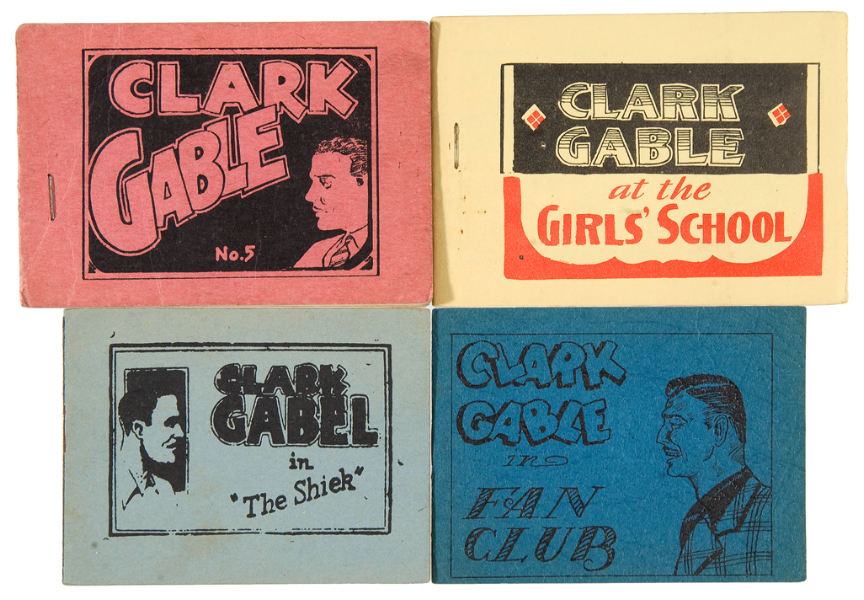 CLARK
GABLE
No.5
CLARK
GABLE
at the
GIRLS' SCHOOL
CLARK
GABEL
in
"The Shiek"
CLARK
GABLE
in
FAN
CLUB